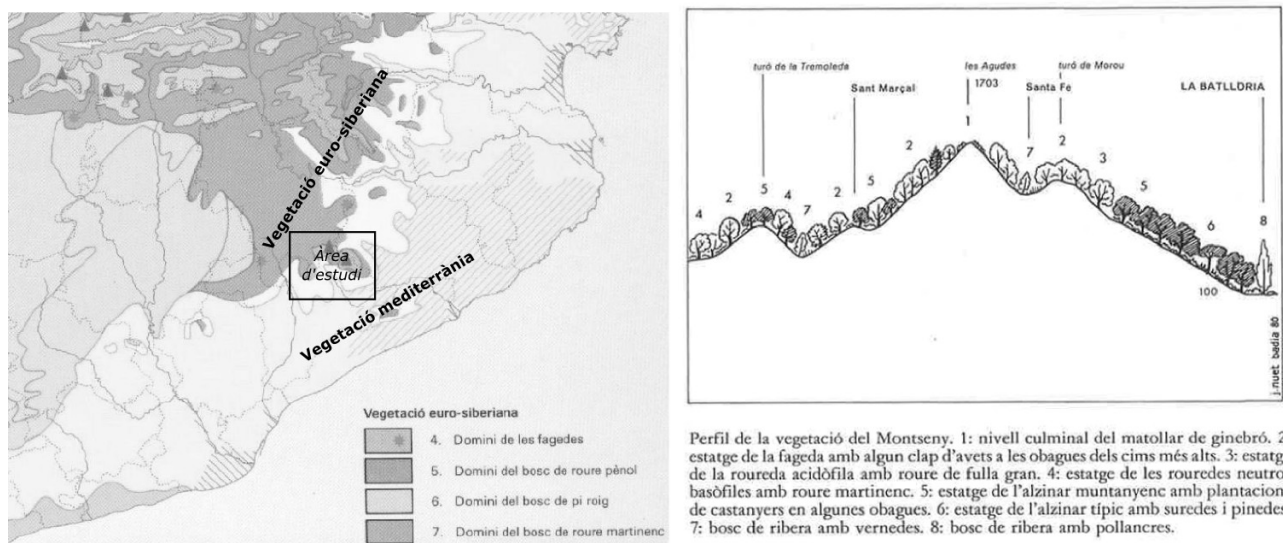 Vegetació euro-siberiana
Àrea
d'estudi
Vegetació mediterrània
Vegetació euro-siberiana
4. Domini de les fagedes
5. Domini del bosc de roure pènol
6. Domini del bosc de pi roig
7. Domini del bosc de roure martinenc
turó de la Tremoleda
les Agudes
turó de Morou
Sant Marçal
1703
Santa Fe
LA BATLLÒRIA
1
2
7
2
3
4
2
5
4
7
2
5
5
6
8
100
j. nuet badia 80
Perfil de la vegetació del Montseny. 1: nivell culminal del matollar de ginebró. 2
estatge de la fageda amb algun clap d'avets a les obagues dels cims més alts. 3: estatg
de la roureda acidòfila amb roure de fulla gran. 4: estatge de les rouredes neutro
basòfiles amb roure martinenc. 5: estatge de l'alzinar muntanyenc amb plantacion
de castanyers en algunes obagues. 6: estatge de l'alzinar típic amb suredes i pinedes
7: bosc de ribera amb vernedes. 8: bosc de ribera amb pollancres.